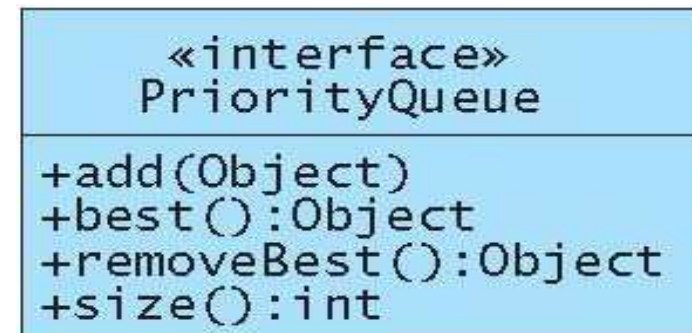 «interface»
PriorityQueue
+add(Object)
+best():Object
+removeBest():Object
+size():int